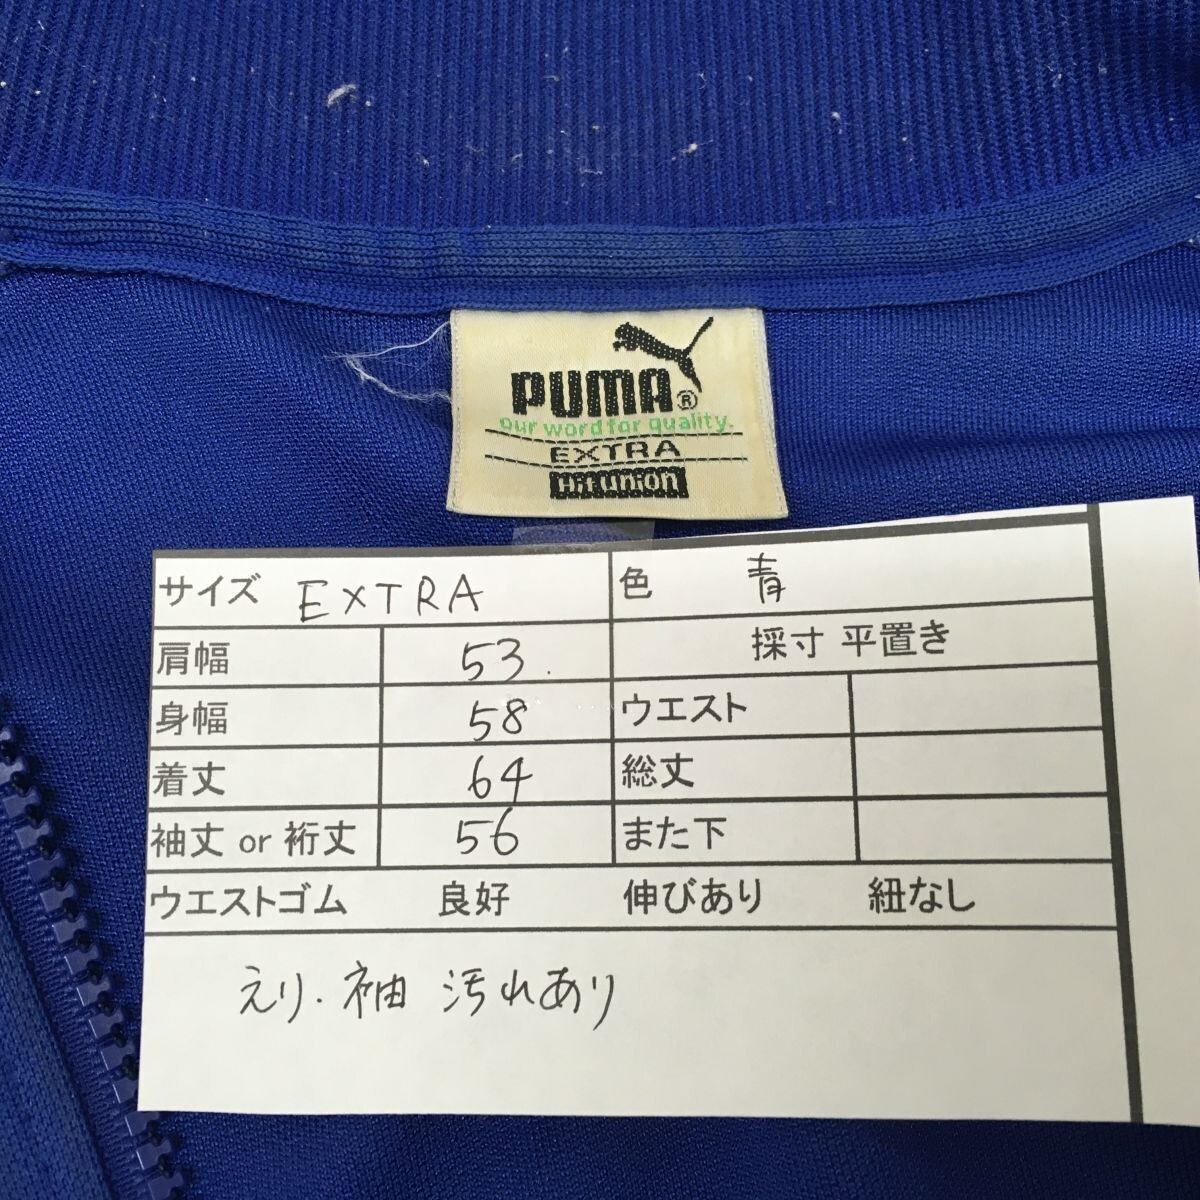 PUMA®
our word for quality.
EXTRA
Hit union
サイズ EXTRA 色 青
肩幅 53 採寸 平置き
身幅 58 ウエスト
着丈 64 総丈
袖丈 or 裄丈 56 また下
ウエストゴム 良好 伸びあり 紐なし
えり・袖 汚れあり